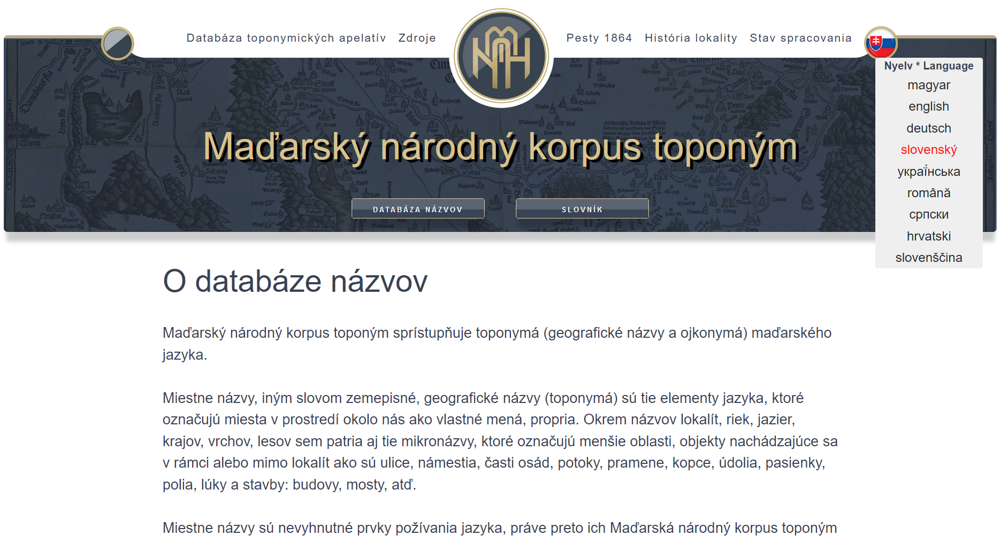 Databáza toponymických apelatív Zdroje Pesty 1864 História lokality Stav spracovania
Nyelv * Language
magyar
english
deutsch
slovenský
украї́нська
română
српски
hrvatski
slovenščina
Maďarský národný korpus toponým
DATABÁZA NÁZVOV SLOVNÍK
O databáze názvov
Maďarský národný korpus toponým sprístupňuje toponymá (geografické názvy a ojkonymá) maďarského
jazyka.
Miestne názvy, iným slovom zemepisné, geografické názvy (toponymá) sú tie elementy jazyka, ktoré
označujú miesta v prostredí okolo nás ako vlastné mená, propria. Okrem názvov lokalít, riek, jazier,
krajov, vrchov, lesov sem patria aj tie mikronázvy, ktoré označujú menšie oblasti, objekty nachádzajúce sa
v rámci alebo mimo lokalít ako sú ulice, námestia, časti osád, potoky, pramene, kopce, údolia, pasienky,
polia, lúky a stavby: budovy, mosty, atď.
Miestne názvy sú nevyhnutné prvky požívania jazyka, práve preto ich Maďarská národný korpus toponým